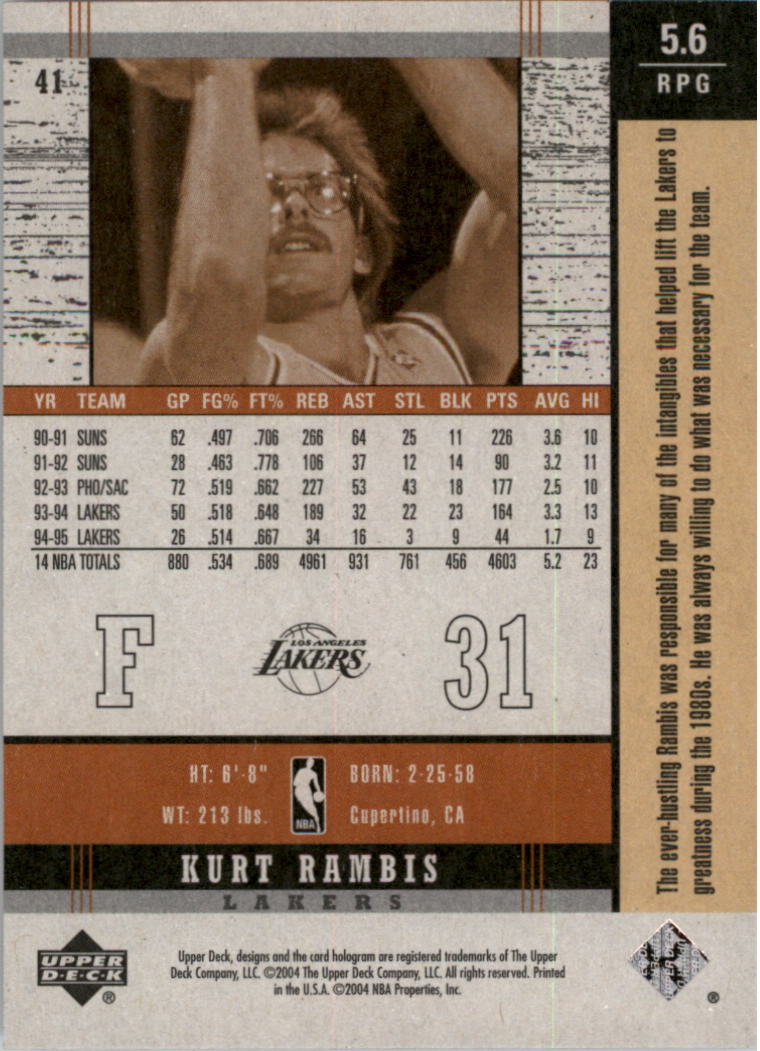 41
5.6
RPG
The ever-hustling Rambis was responsible for many of the intangibles that helped lift the Lakers to
greatness during the 1980s. He was always willing to do what was necessary for the team.
YR TEAM GP FG% FT% REB AST STL BLK PTS AVG HI
90-91 SUNS 62 .497 .706 266 64 25 11 226 3.6 10
91-92 SUNS 28 .463 .778 106 37 12 14 90 3.2 11
92-93 PHO/SAC 72 .519 .662 227 53 43 18 177 2.5 10
93-94 LAKERS 50 .518 .648 189 32 22 23 164 3.3 13
94-95 LAKERS 26 .514 .667 34 16 3 9 44 1.7 9
14 NBA TOTALS 880 .534 .689 4961 931 761 456 4603 5.2 23
F
LOS ANGELES
LAKERS
31
HT: 6'-8"
BORN: 2-25-58
WT: 213 lbs.
Cupertino, CA
NBA
KURT RAMBIS
LAKERS
UPPER
D·E·C·K
®
Upper Deck, designs and the card hologram are registered trademarks of The Upper
Deck Company, LLC. ©2004 The Upper Deck Company, LLC. All rights reserved. Printed
in the U.S.A. ©2004 NBA Properties, Inc.
®